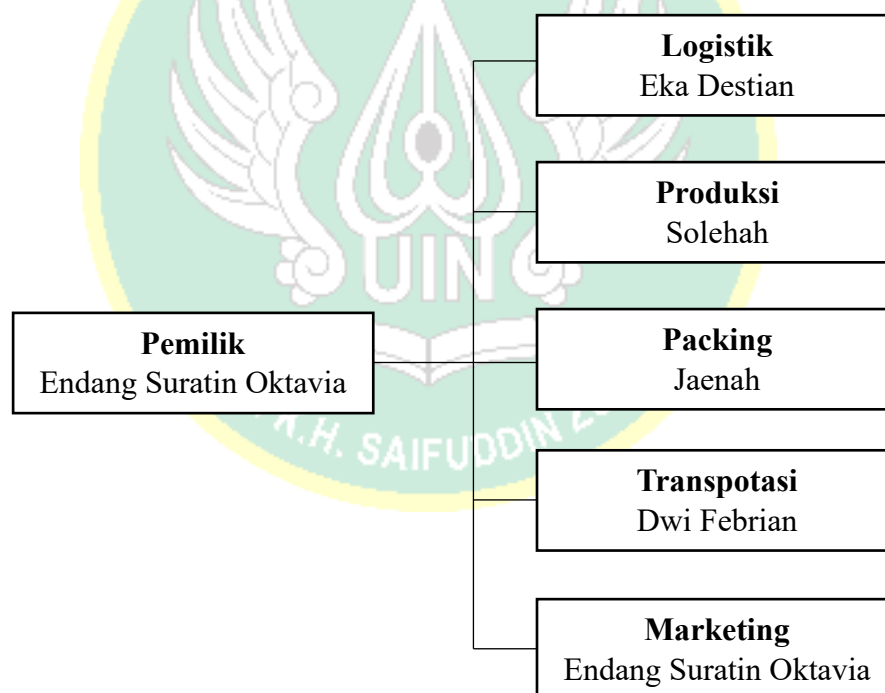 Logistik
Eka Destian
Produksi
Solehah
UIN
Pemilik
Endang Suratin Oktavia
Packing
Jaenah
K.H. SAIFUDDIN
Transpotasi
Dwi Febrian
Marketing
Endang Suratin Oktavia